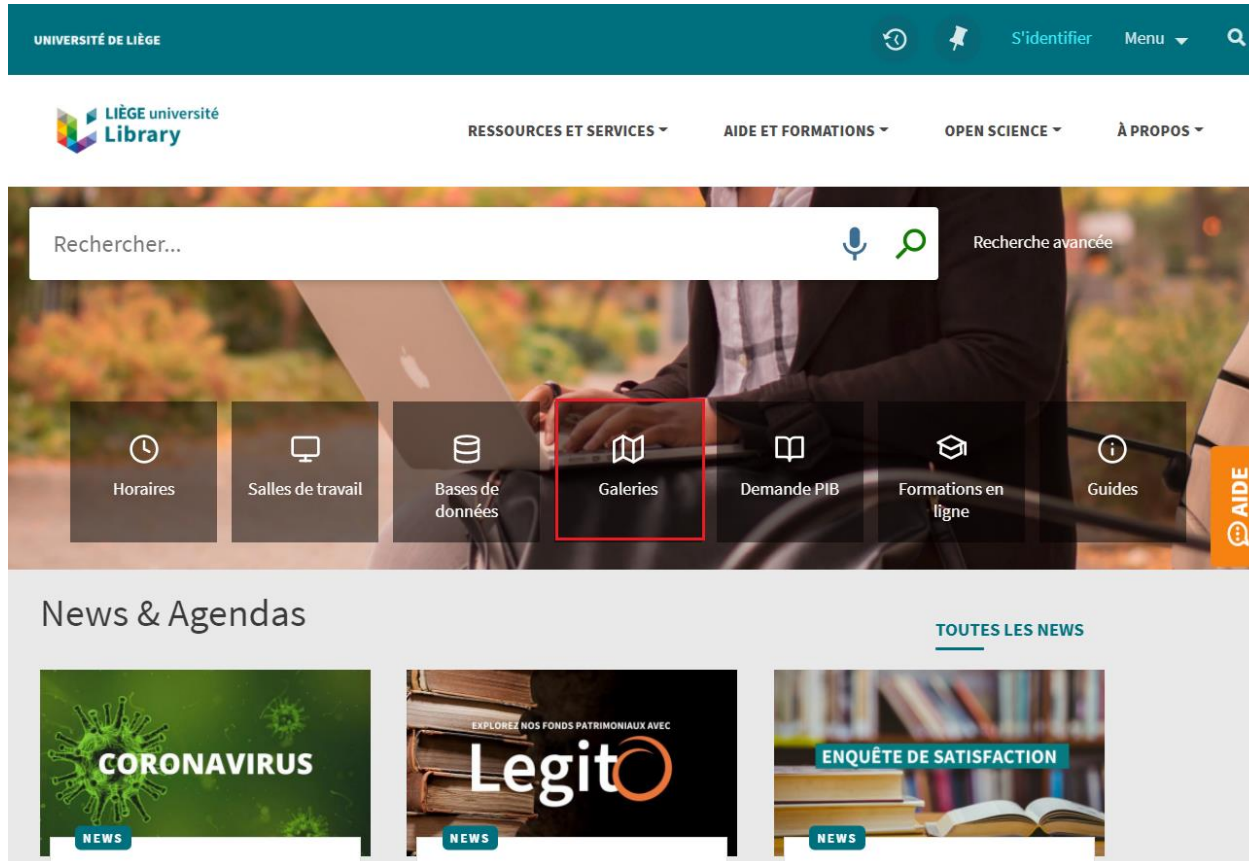 UNIVERSITÉ DE LIÈGE
S'identifier
Menu
LIÈGE université
Library
RESSOURCES ET SERVICES
AIDE ET FORMATIONS
OPEN SCIENCE
À PROPOS
Rechercher...
Recherche avancée
Horaires
Salles de travail
Bases de
données
Galeries
Demande PIB
Formations en
ligne
Guides
AIDE
News & Agendas
TOUTES LES NEWS
CORONAVIRUS
NEWS
EXPLOREZ NOS FONDS PATRIMONIAUX AVEC
Legito
NEWS
ENQUÊTE DE SATISFACTION
NEWS